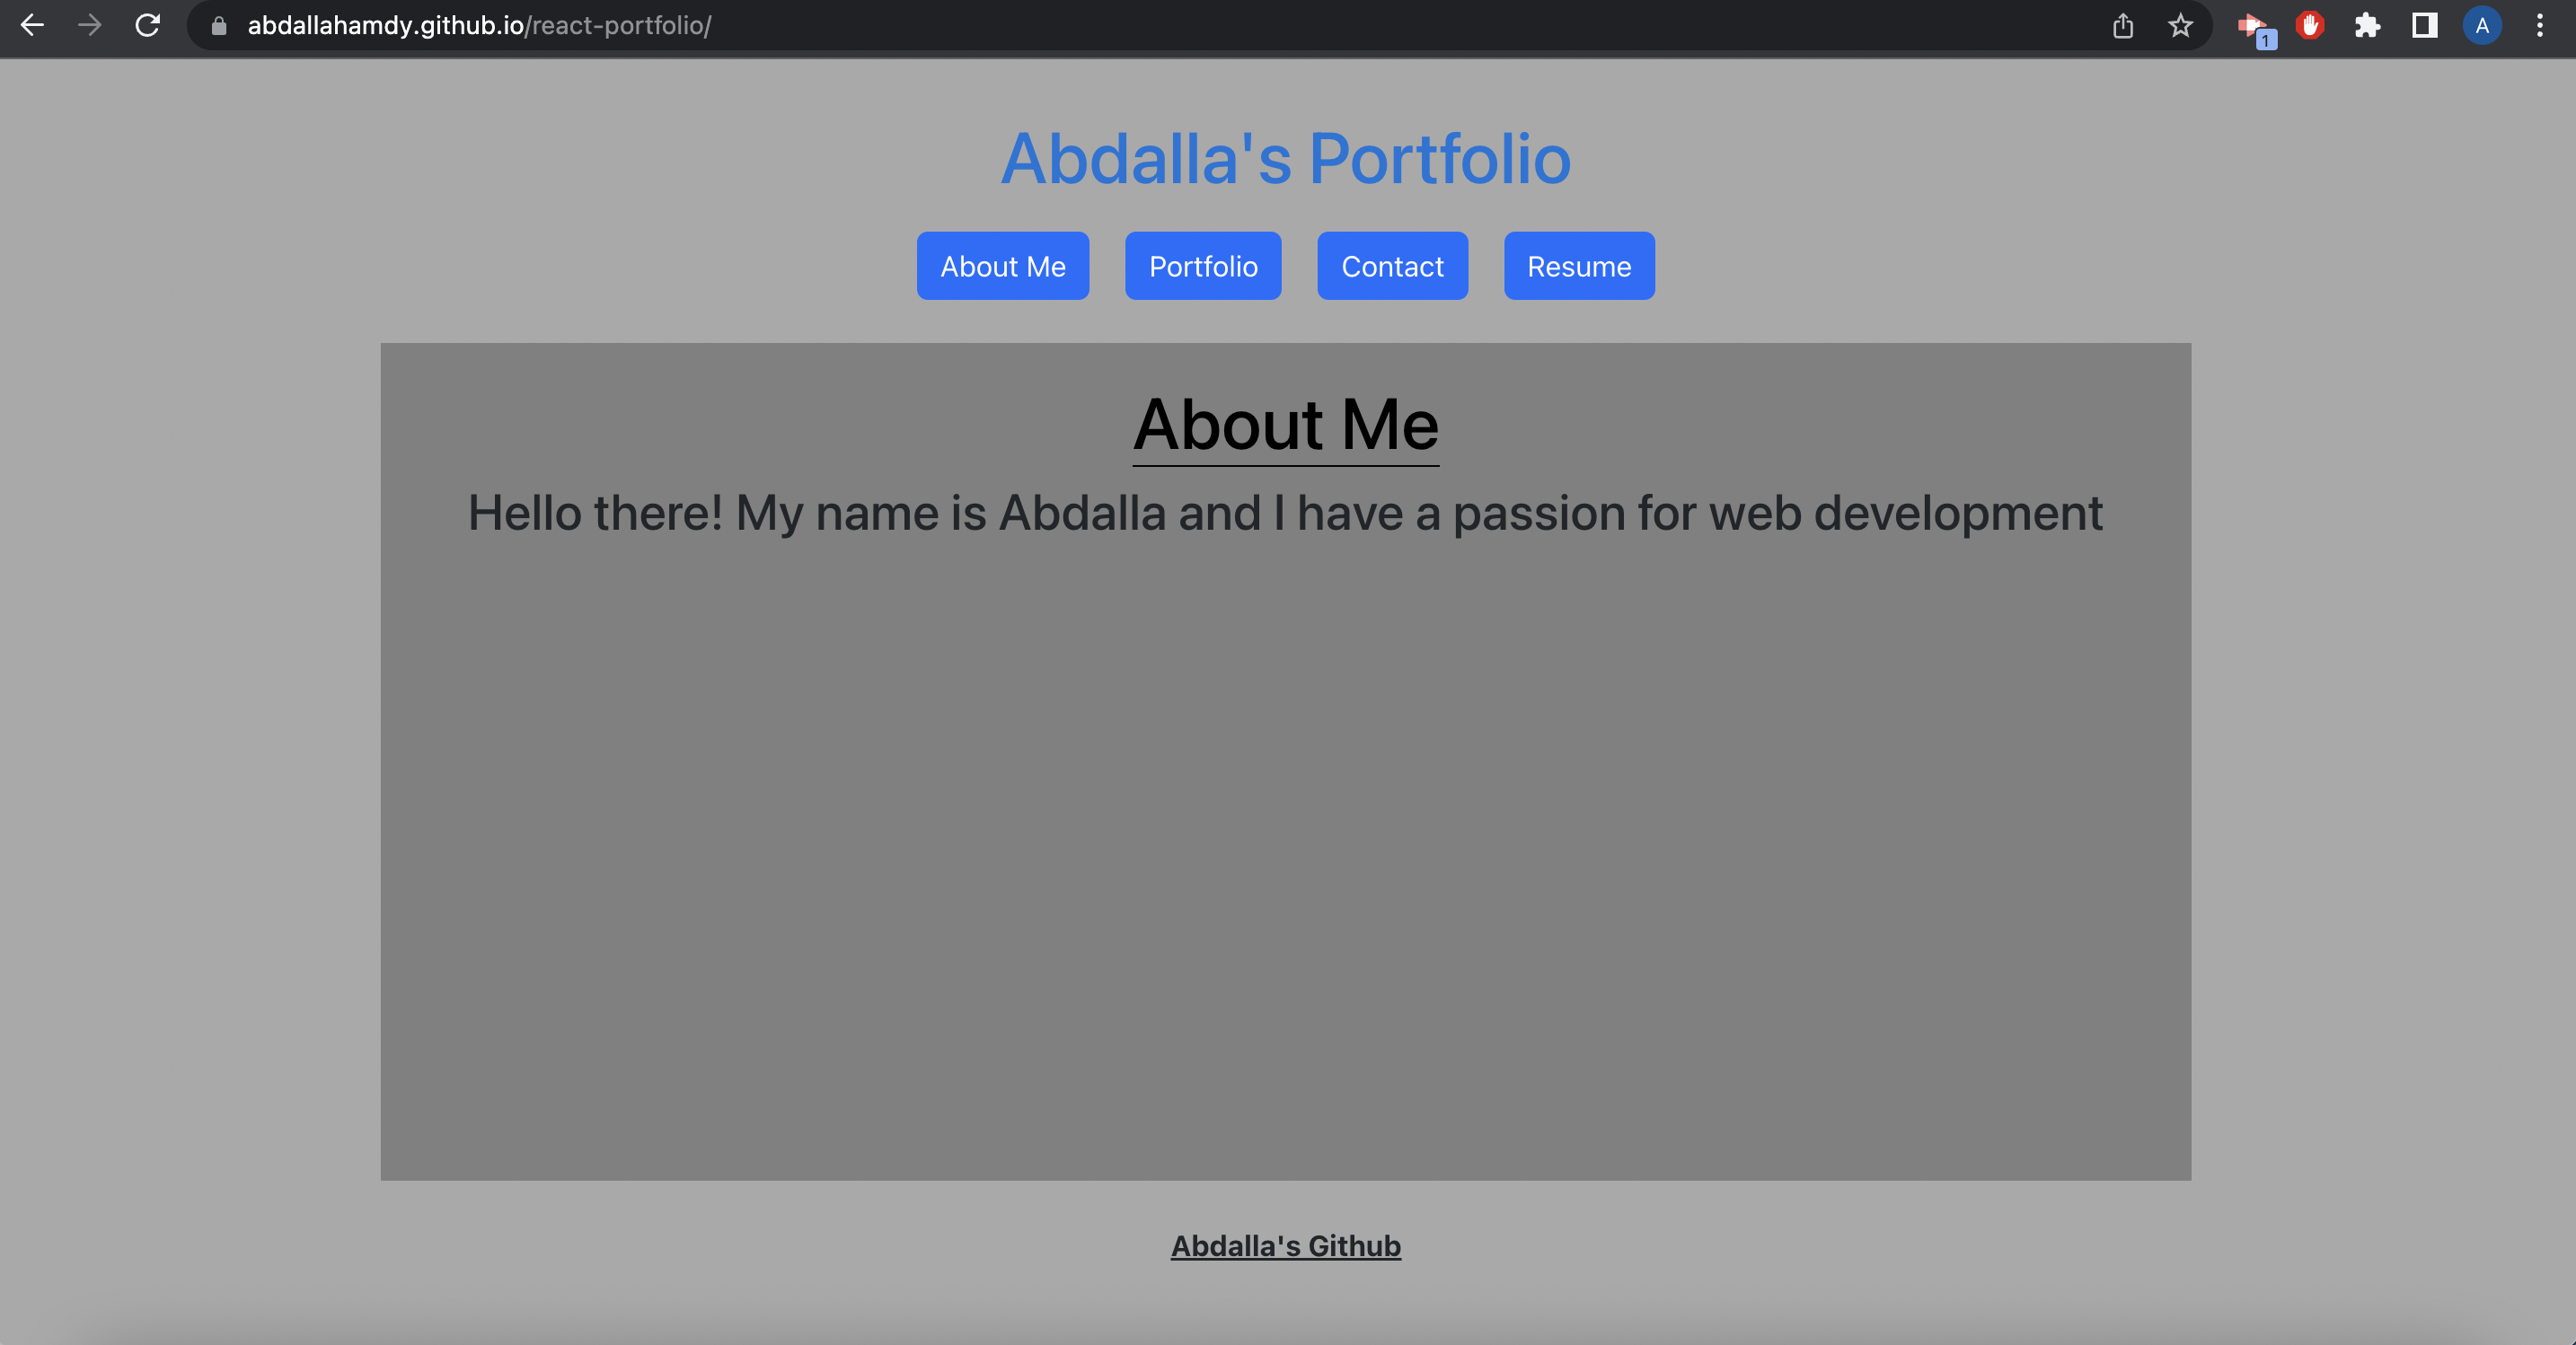 abdallahamdy.github.io/react-portfolio/
1
A
Abdalla's Portfolio
About Me Portfolio Contact Resume
About Me
Hello there! My name is Abdalla and I have a passion for web development
Abdalla's Github